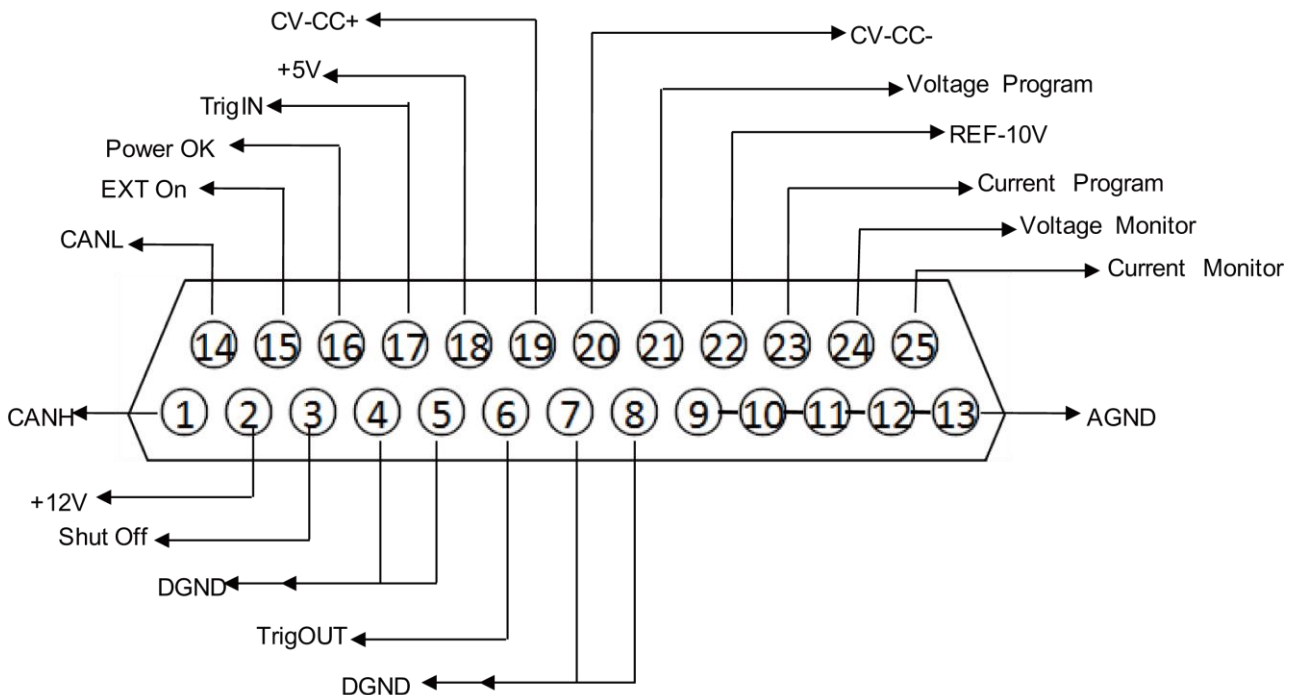 CV-CC+
CV-CC-
+5V
Voltage Program
TrigIN
REF-10V
Power OK
EXT On
Current Program
CANL
Voltage Monitor
Current Monitor
14 15 16 17 18 19 20 21 22 23 24 25
CANH 1 2 3 4 5 6 7 8 9 10 11 12 13 AGND
+12V
Shut Off
DGND
TrigOUT
DGND